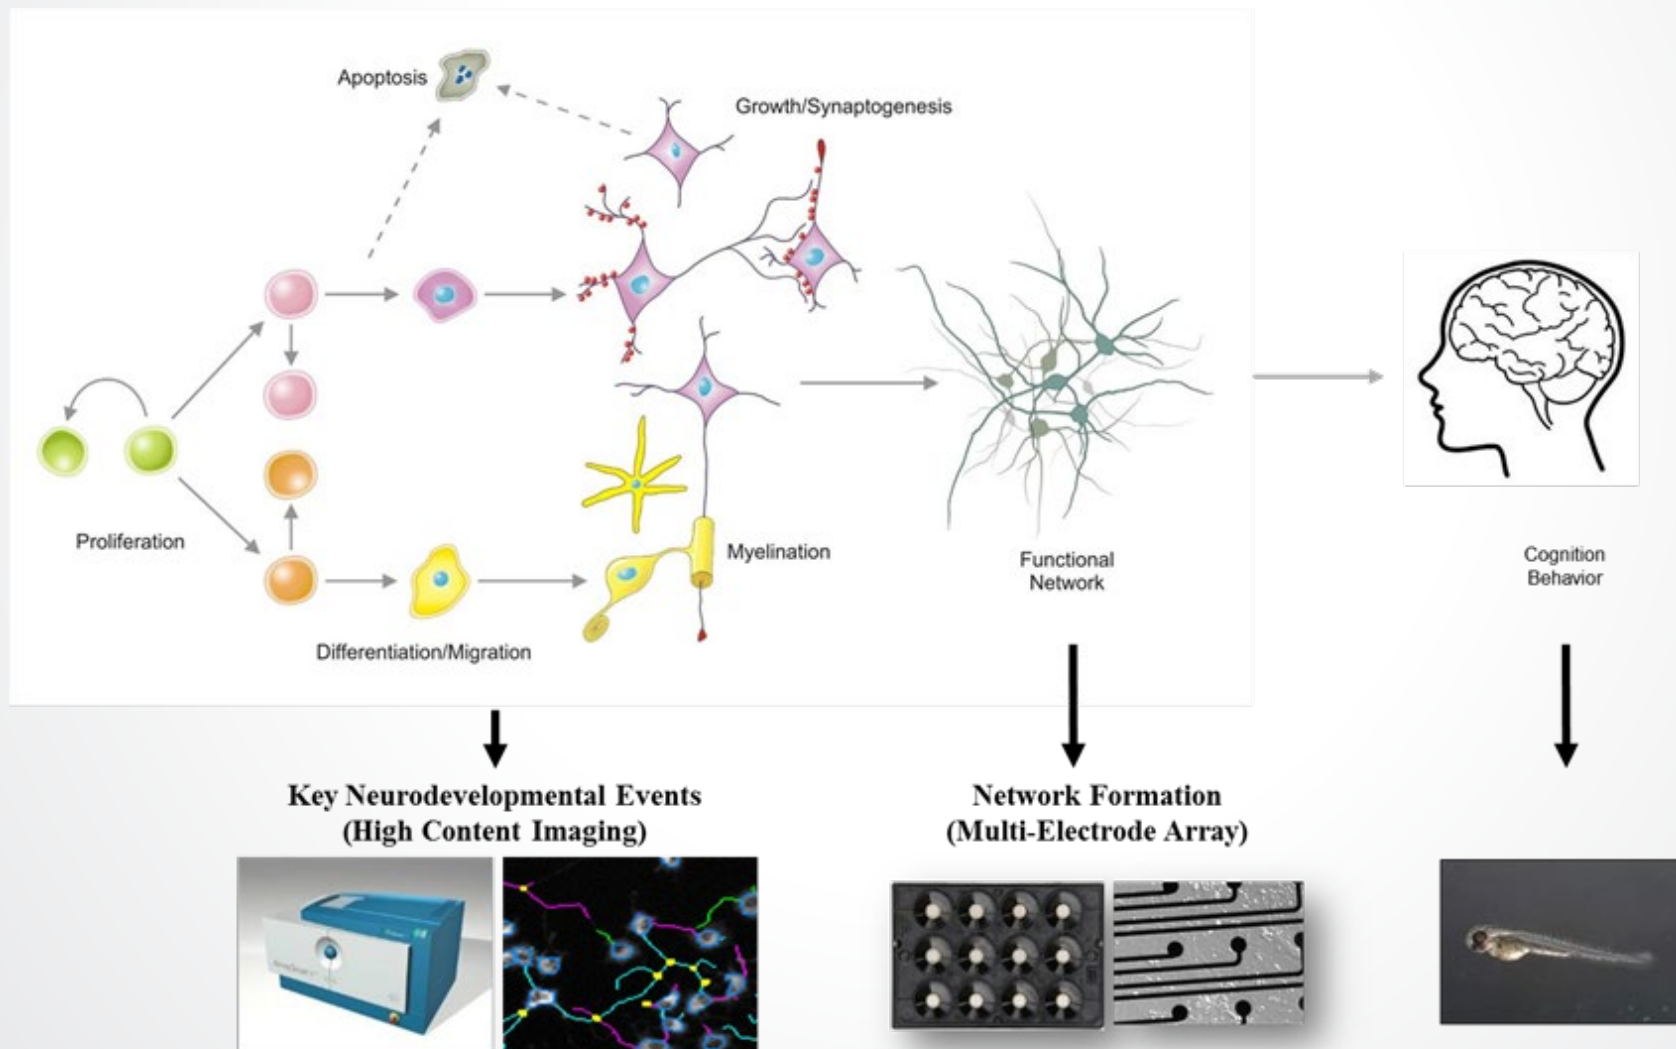 Apoptosis
Growth/Synaptogenesis
Proliferation
Myelination
Differentiation/Migration
Functional
Network
Cognition
Behavior
Key Neurodevelopmental Events
(High Content Imaging)
Network Formation
(Multi-Electrode Array)